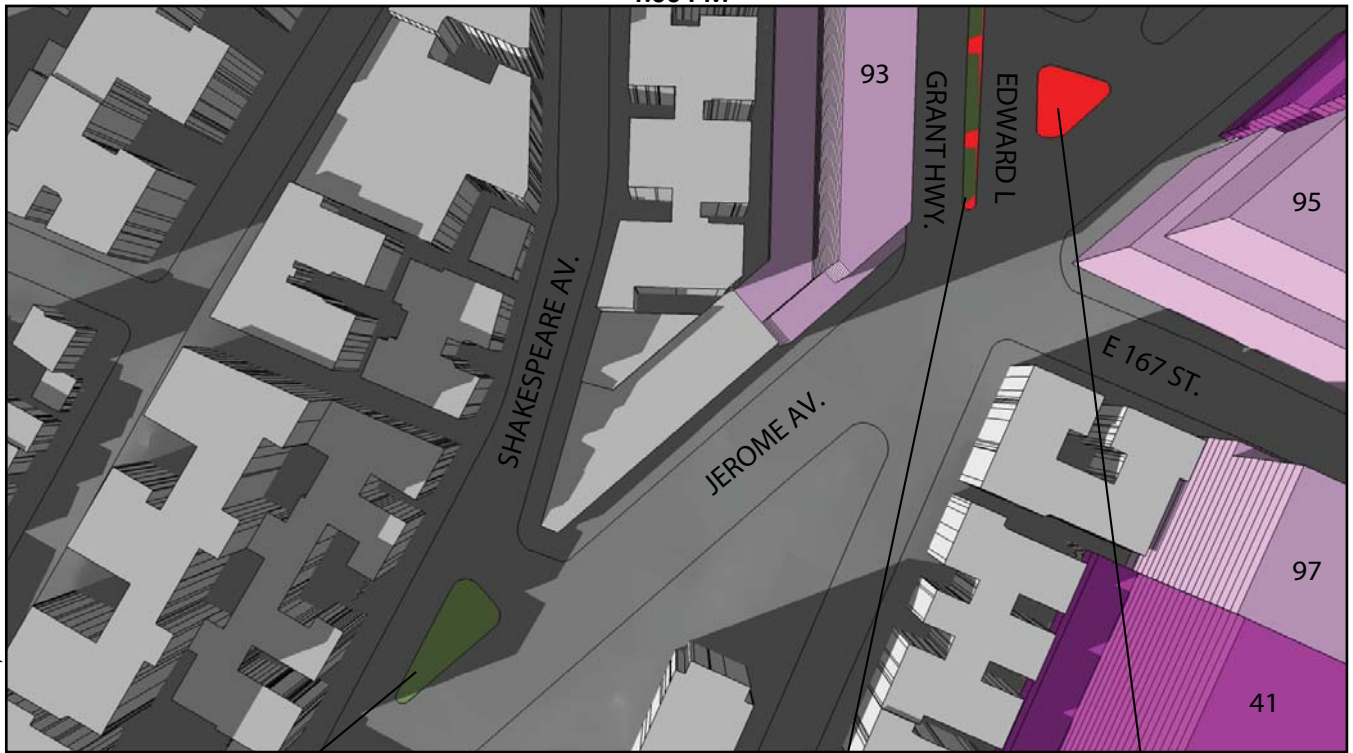 93
GRANT HWY.
EDWARD L
95
SHAKESPEARE AV.
E 167 ST.
JEROME AV.
97
41